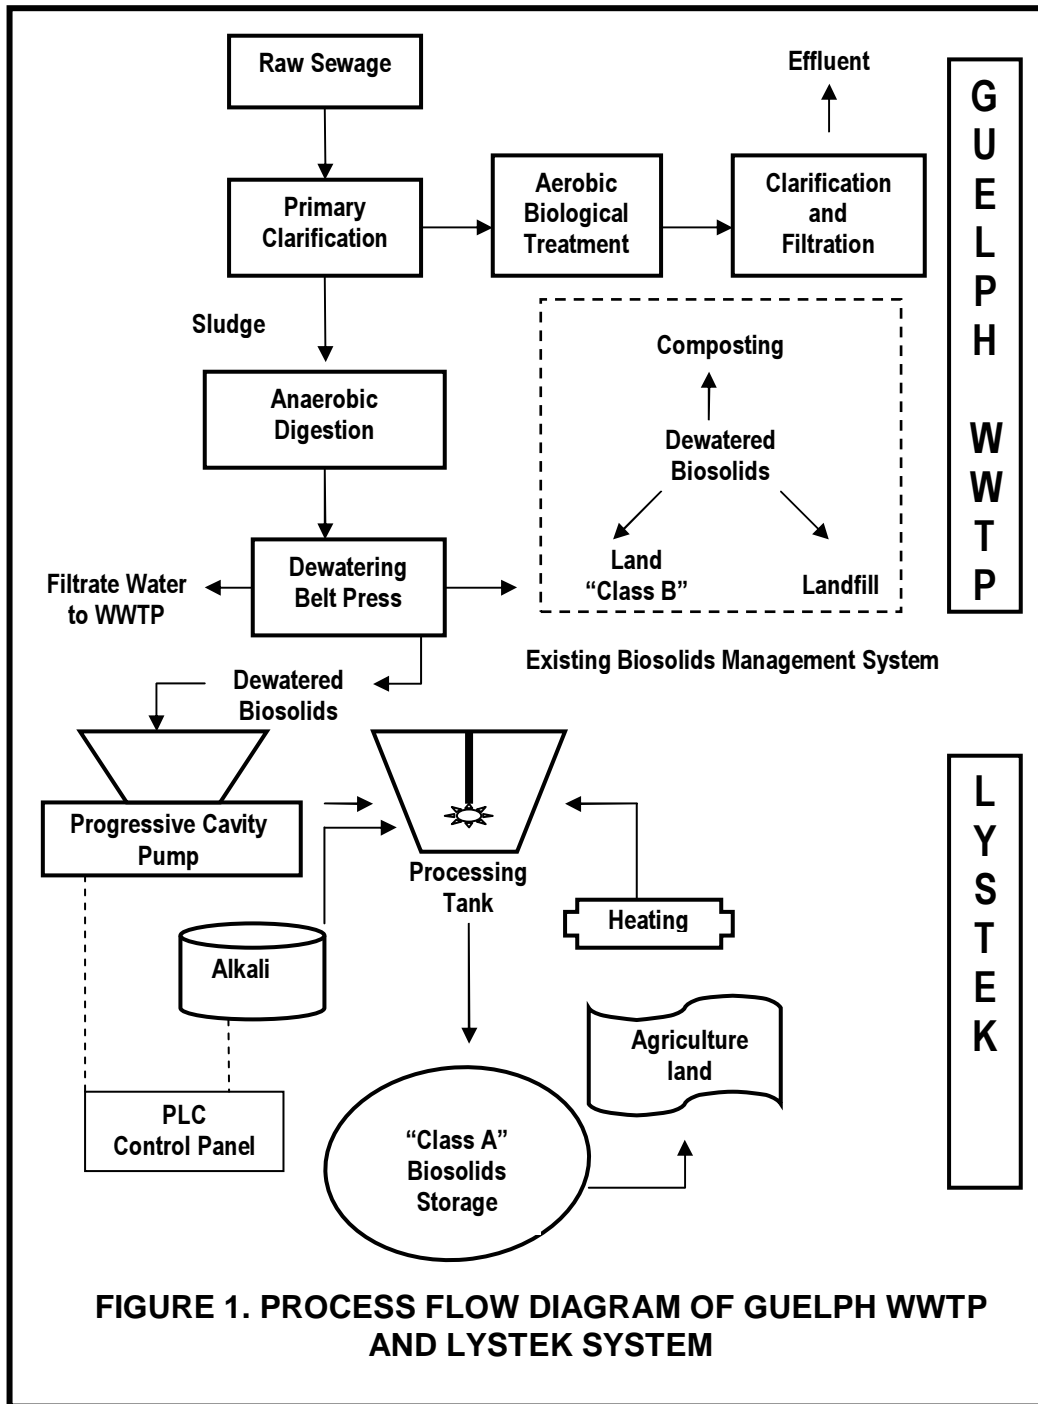 Raw Sewage
Effluent
Primary
Clarification
Aerobic
Biological
Treatment
Clarification
and
Filtration
Sludge
Composting
Anaerobic
Digestion
Dewatered
Biosolids
Land
“Class B”
Landfill
Dewatering
Belt Press
Filtrate Water
to WWTP
Existing Biosolids Management System
Dewatered
Biosolids
Progressive Cavity
Pump
Processing
Tank
Heating
Alkali
Agriculture
land
PLC
Control Panel
“Class A”
Biosolids
Storage
G
U
E
L
P
H
W
W
T
P
L
Y
S
T
E
K
FIGURE 1. PROCESS FLOW DIAGRAM OF GUELPH WWTP
AND LYSTEK SYSTEM